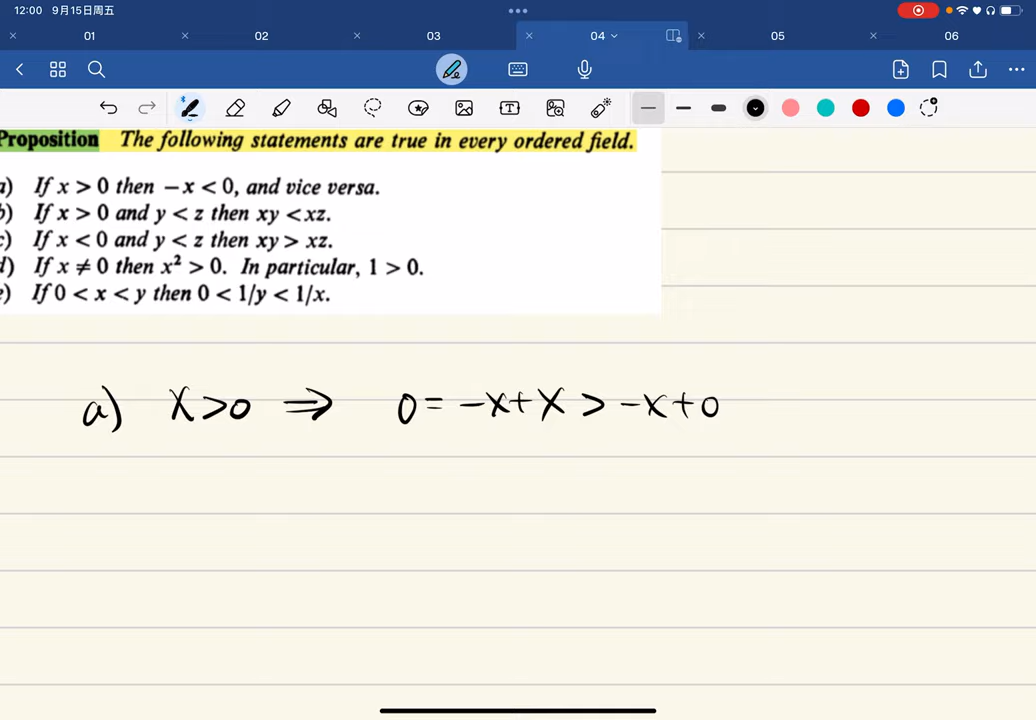 12:00 9月15日周五
01 02 03 04 05 06
Proposition The following statements are true in every ordered field.
a) If x > 0 then −x < 0, and vice versa.
b) If x > 0 and y < z then xy < xz.
c) If x < 0 and y < z then xy > xz.
d) If x ≠ 0 then x² > 0. In particular, 1 > 0.
e) If 0 < x < y then 0 < 1/y < 1/x.
a) x > 0 ⇒ 0 = −x + x > −x + 0